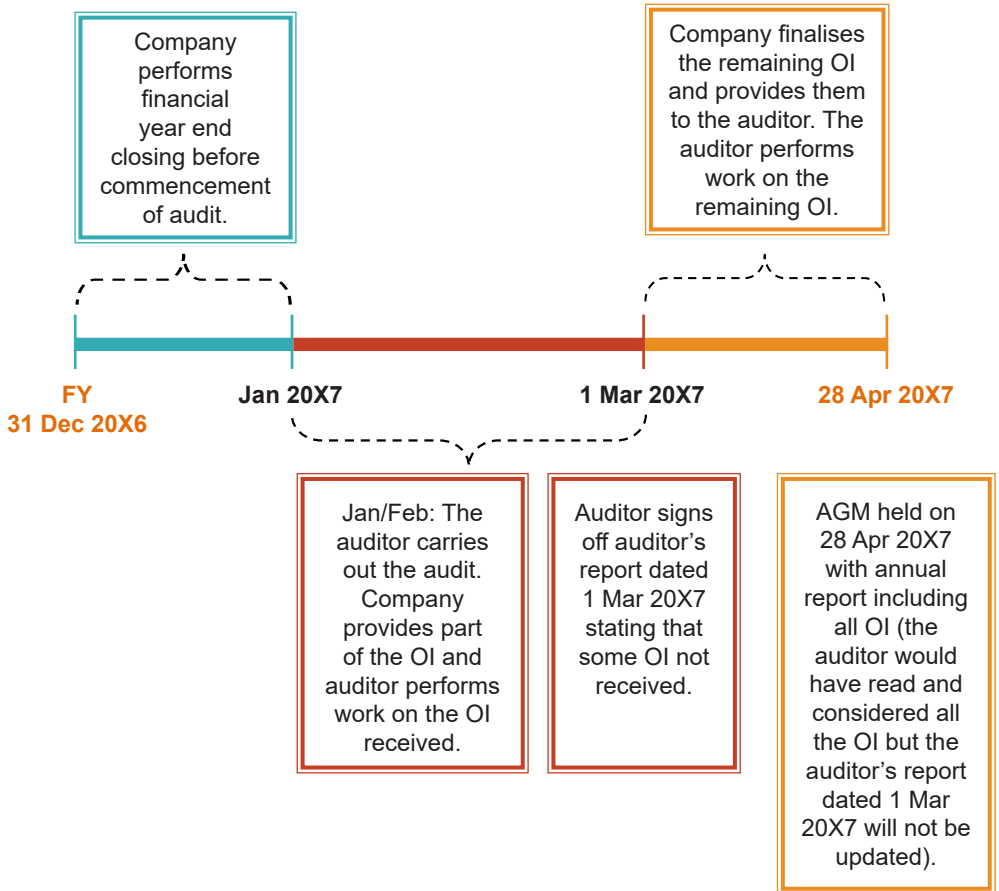 Company
performs
financial
year end
closing before
commencement
of audit.
Company finalises
the remaining OI
and provides them
to the auditor. The
auditor performs
work on the
remaining OI.
FY
31 Dec 20X6
Jan 20X7
1 Mar 20X7
28 Apr 20X7
Jan/Feb: The
auditor carries
out the audit.
Company
provides part
of the OI and
auditor performs
work on the OI
received.
Auditor signs
off auditor’s
report dated
1 Mar 20X7
stating that
some OI not
received.
AGM held on
28 Apr 20X7
with annual
report including
all OI (the
auditor would
have read and
considered all
the OI but the
auditor’s report
dated 1 Mar
20X7 will not be
updated).